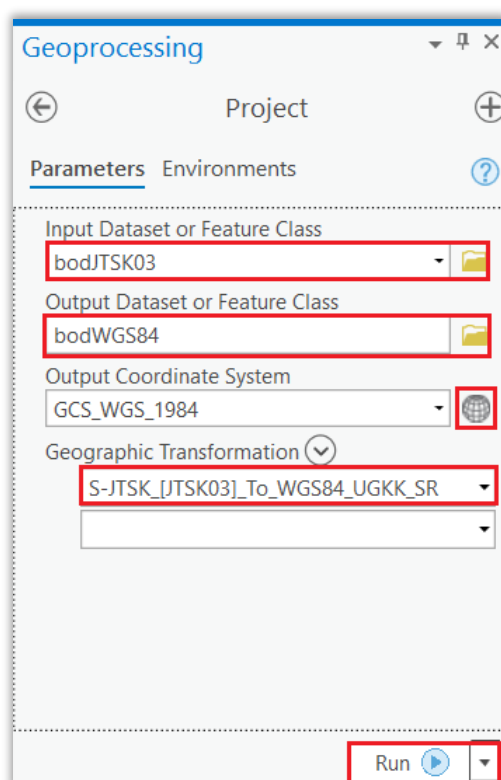 Geoprocessing
Project
Parameters Environments
Input Dataset or Feature Class
bodJTSK03
Output Dataset or Feature Class
bodWGS84
Output Coordinate System
GCS_WGS_1984
Geographic Transformation
S-JTSK_[JTSK03]_To_WGS84_UGKK_SR
Run